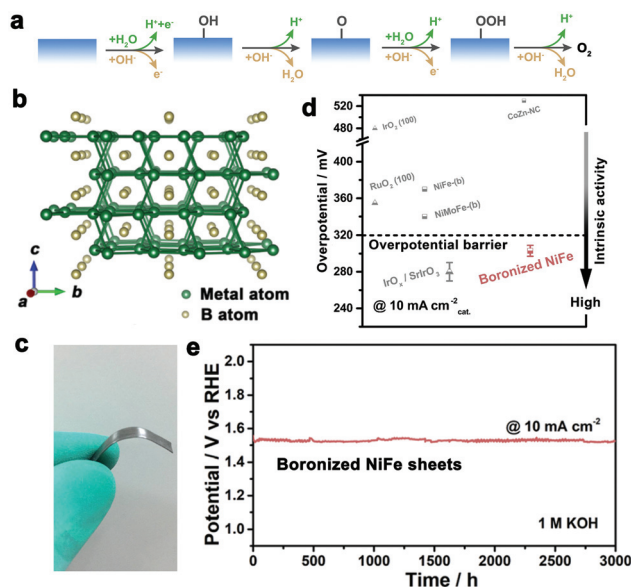 a
OH
O
OOH
+H₂O
H⁺+e⁻
+OH⁻
e⁻
H⁺
+OH⁻
H₂O
+H₂O
H⁺
+OH⁻
e⁻
H⁺
+OH⁻
H₂O
O₂
b
c
a
b
Metal atom
B atom
c
d
Overpotential / mV
520
480
400
360
320
280
240
220
IrO₂ (100)
CoZn-NC
RuO₂ (100)
NiFe-(b)
NiMoFe-(b)
Overpotential barrier
IrOₓ / SrIrO₃
Boronized NiFe
@ 10 mA cm⁻²cat.
Intrinsic activity
High
e
Potential / V vs RHE
2.0
1.8
1.6
1.4
1.2
1.0
@ 10 mA cm⁻²
Boronized NiFe sheets
1 M KOH
0 500 1000 1500 2000 2500 3000
Time / h